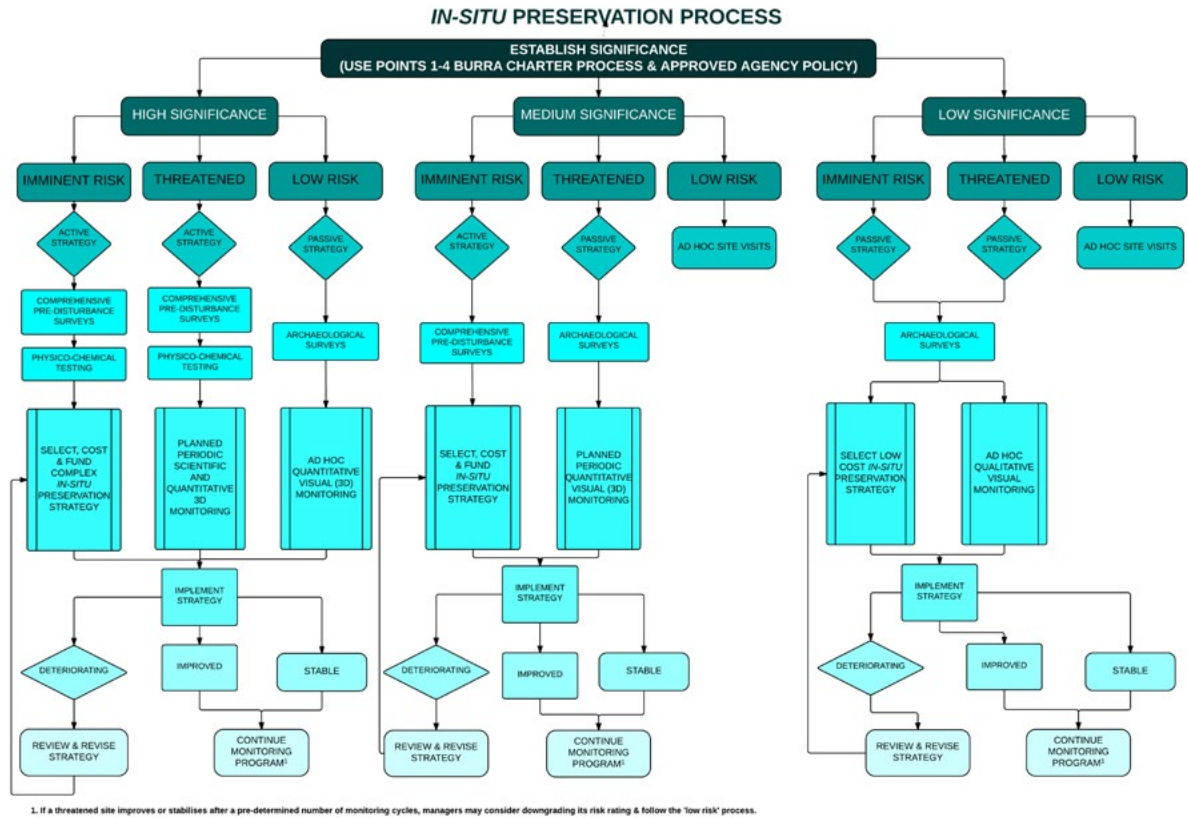 IN-SITU PRESERVATION PROCESS
ESTABLISH SIGNIFICANCE
(USE POINTS 1-4 BURRA CHARTER PROCESS & APPROVED AGENCY POLICY)
HIGH SIGNIFICANCE
IMMINENT RISK
ACTIVE
STRATEGY
COMPREHENSIVE
PRE-DISTURBANCE
SURVEYS
PHYSICO-CHEMICAL
TESTING
SELECT, COST
& FUND
COMPLEX
IN-SITU
PRESERVATION
STRATEGY
THREATENED
ACTIVE
STRATEGY
COMPREHENSIVE
PRE-DISTURBANCE
SURVEYS
PHYSICO-CHEMICAL
TESTING
PLANNED
PERIODIC
SCIENTIFIC
AND
QUANTITATIVE
3D
MONITORING
LOW RISK
PASSIVE
STRATEGY
ARCHAEOLOGICAL
SURVEYS
AD HOC
QUANTITATIVE
VISUAL (3D)
MONITORING
IMPLEMENT
STRATEGY
DETERIORATING
IMPROVED
STABLE
REVIEW & REVISE
STRATEGY
CONTINUE
MONITORING
PROGRAM¹
MEDIUM SIGNIFICANCE
IMMINENT RISK
ACTIVE
STRATEGY
COMPREHENSIVE
PRE-DISTURBANCE
SURVEYS
SELECT, COST
& FUND
IN-SITU
PRESERVATION
STRATEGY
THREATENED
PASSIVE
STRATEGY
ARCHAEOLOGICAL
SURVEYS
PLANNED
PERIODIC
QUANTITATIVE
VISUAL (3D)
MONITORING
LOW RISK
AD HOC SITE VISITS
IMPLEMENT
STRATEGY
DETERIORATING
IMPROVED
STABLE
REVIEW & REVISE
STRATEGY
CONTINUE
MONITORING
PROGRAM¹
LOW SIGNIFICANCE
IMMINENT RISK
PASSIVE
STRATEGY
THREATENED
PASSIVE
STRATEGY
LOW RISK
AD HOC SITE VISITS
ARCHAEOLOGICAL
SURVEYS
SELECT LOW
COST IN-SITU
PRESERVATION
STRATEGY
AD HOC
QUALITATIVE
VISUAL
MONITORING
IMPLEMENT
STRATEGY
DETERIORATING
IMPROVED
STABLE
REVIEW & REVISE
STRATEGY
CONTINUE
MONITORING
PROGRAM¹
1. If a threatened site improves or stabilises after a pre-determined number of monitoring cycles, managers may consider downgrading its risk rating & follow the 'low risk' process.